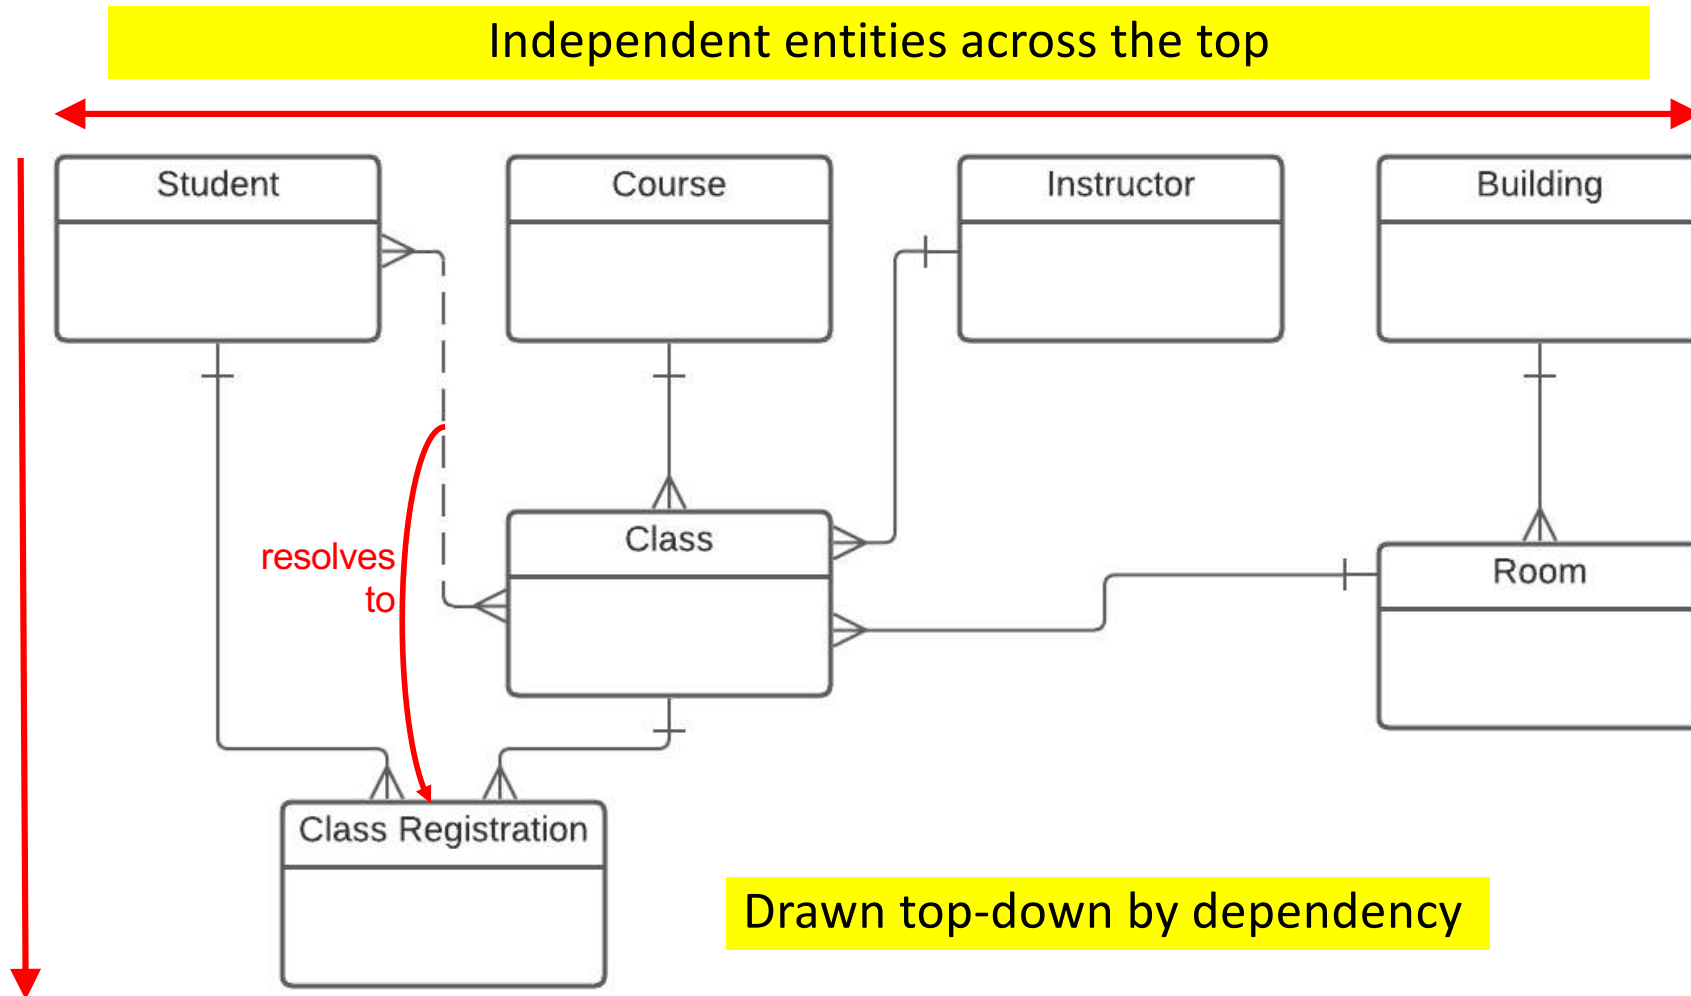 Independent entities across the top
Student
Course
Instructor
Building
resolves
to
Class
Room
Class Registration
Drawn top-down by dependency